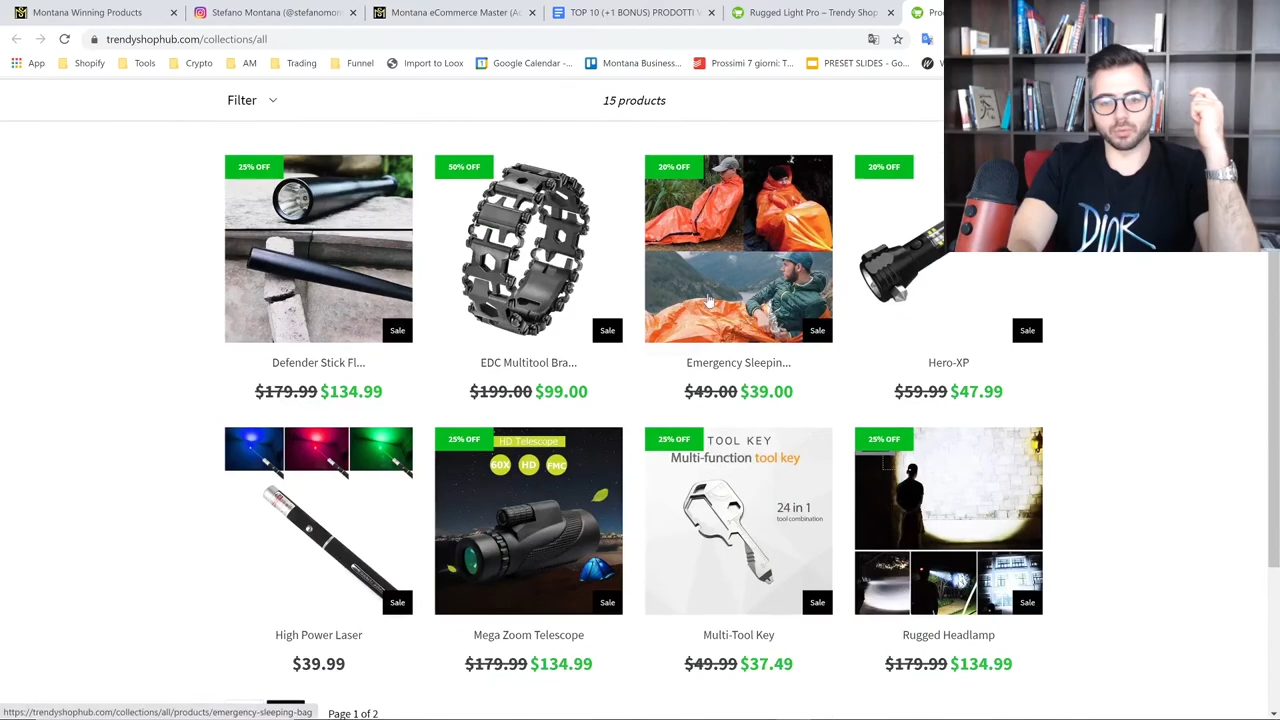 Montana Winning Products
Stefano Montana (@stefanomon
Montana eCommerce Master (Ac
TOP 10 (+1 BONUS) PRODOTTI V
Rugged Light Pro – Trendy Shop
Pro
trendyshophub.com/collections/all
App
Shopify
Tools
Crypto
AM
Trading
Funnel
Import to Loox
Google Calendar -...
Montana Business...
Prossimi 7 giorni: T...
PRESET SLIDES - Go...
Filter
15 products
25% OFF
50% OFF
20% OFF
20% OFF
DIOR
Sale
Sale
Sale
Sale
Defender Stick Fl...
EDC Multitool Bra...
Emergency Sleepin...
Hero-XP
$179.99 $134.99
$199.00 $99.00
$49.00 $39.00
$59.99 $47.99
25% OFF
HD Telescope
60X HD FMC
25% OFF
TOOL KEY
Multi-function tool key
24 in 1
tool combination
25% OFF
Sale
Sale
Sale
Sale
High Power Laser
Mega Zoom Telescope
Multi-Tool Key
Rugged Headlamp
$39.99
$179.99 $134.99
$49.99 $37.49
$179.99 $134.99
https://trendyshophub.com/collections/all/products/emergency-sleeping-bag
Page 1 of 2